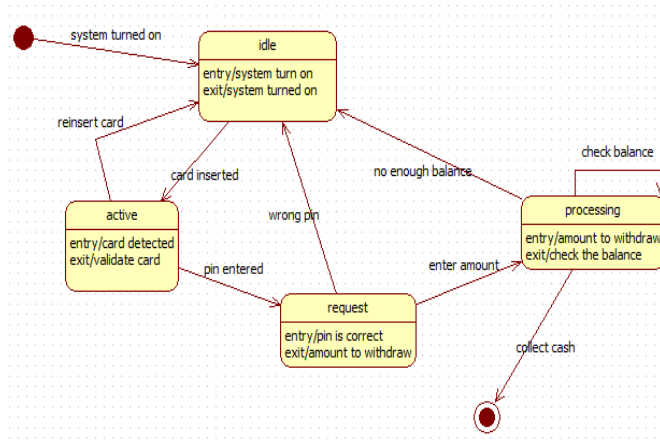 system turned on
idle
entry/system turn on
exit/system turned on
reinsert card
card inserted
no enough balance
check balance
active
entry/card detected
exit/validate card
wrong pin
processing
entry/amount to withdraw
exit/check the balance
pin entered
enter amount
request
entry/pin is correct
exit/amount to withdraw
collect cash